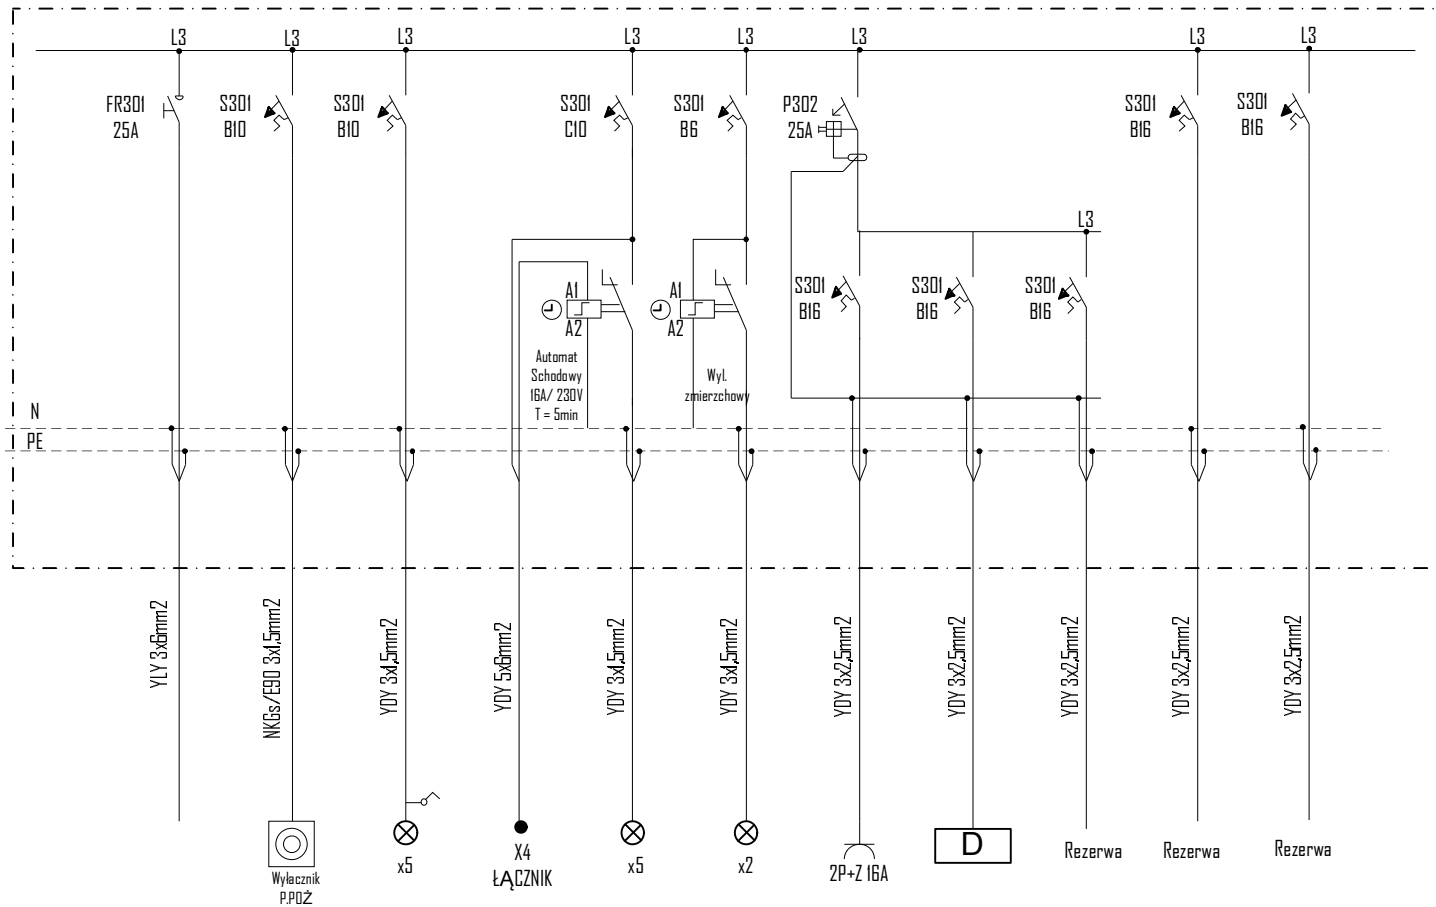 L3 L3 L3 L3 L3 L3 L3 L3
FR301
25A
S301
B10
S301
B10
S301
C10
S301
B6
P302
25A
S301
B16
S301
B16
L3
S301
B16
S301
B16
S301
B16
A1
A2
A1
A2
Automat
Schodowy
16A/ 230V
T = 5min
Wyl.
zmierzchowy
N
PE
YLY 3x6mm2
NKGs/E90 3x1,5mm2
YDY 3x1,5mm2
YDY 5x6mm2
YDY 3x1,5mm2
YDY 3x1,5mm2
YDY 3x2,5mm2
YDY 3x2,5mm2
YDY 3x2,5mm2
YDY 3x2,5mm2
YDY 3x2,5mm2
Wyłacznik
P.POŻ
x5
X4
ŁĄCZNIK
x5
x2
2P+Z 16A
D
Rezerwa
Rezerwa
Rezerwa